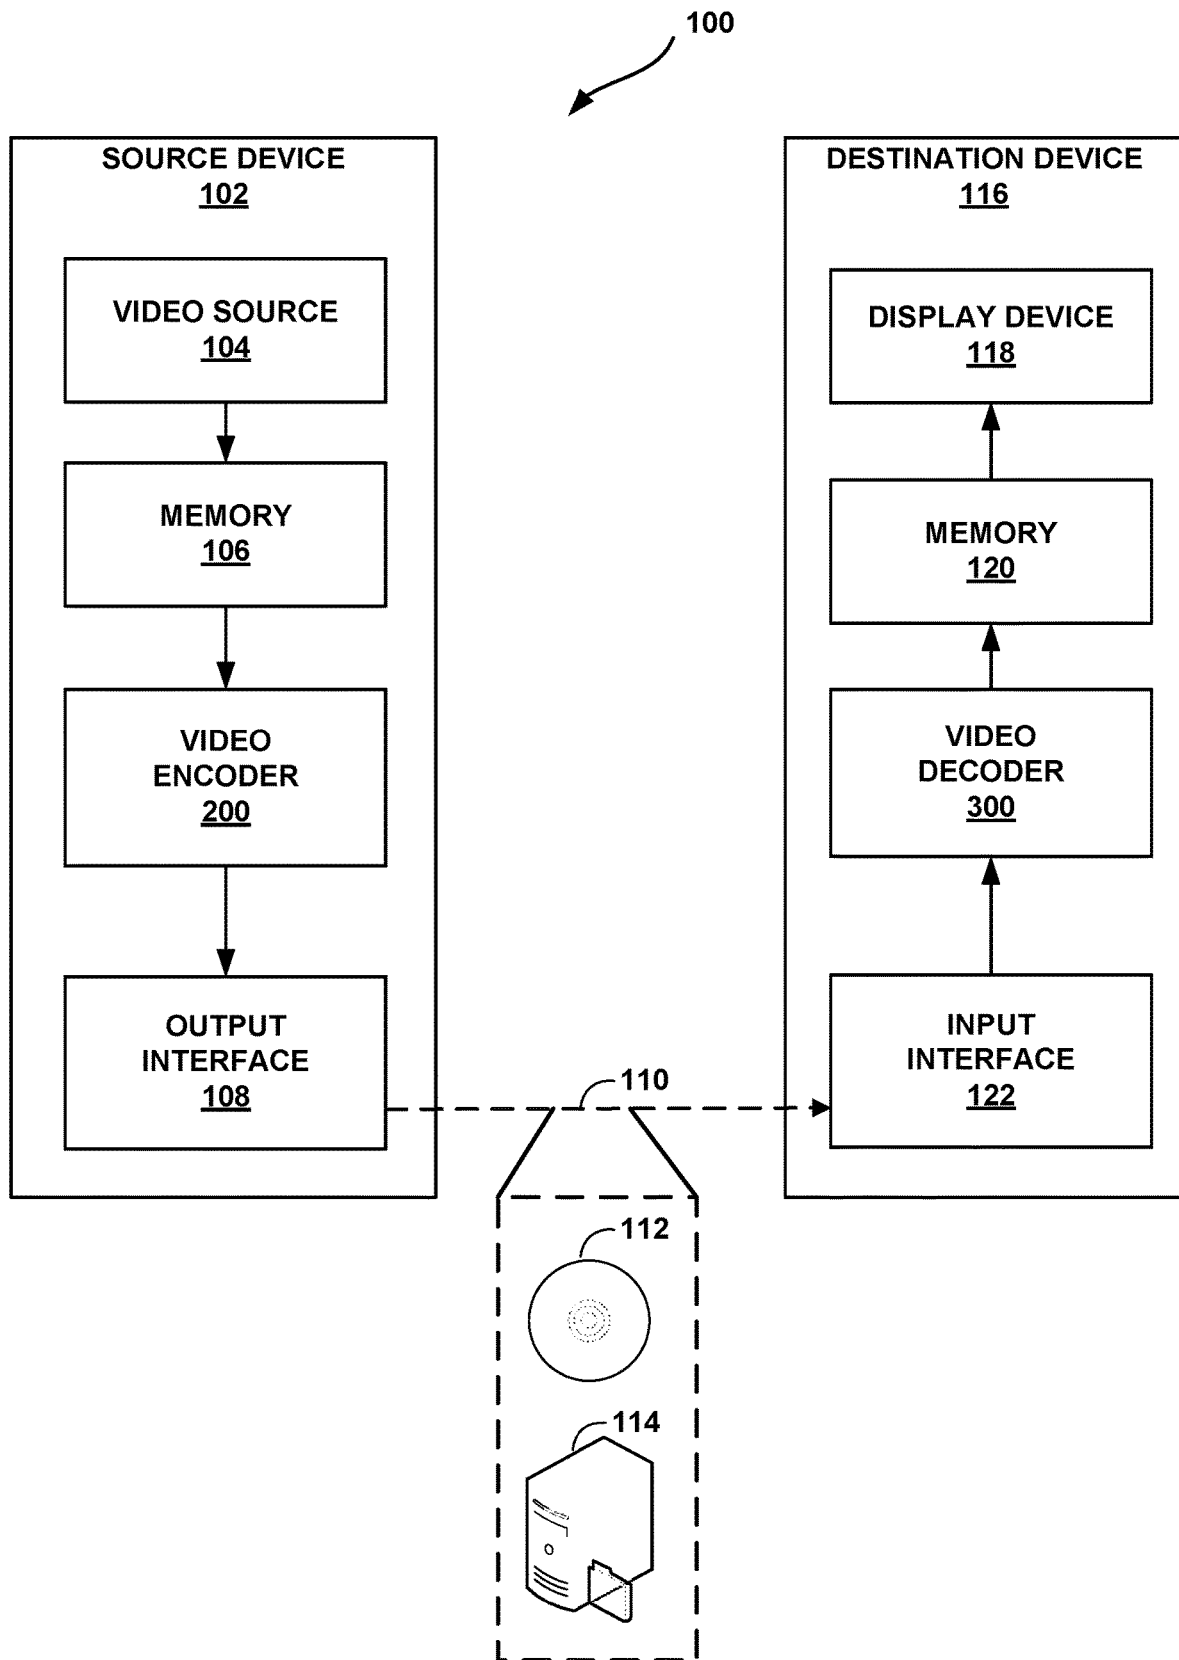 100
SOURCE DEVICE
102
VIDEO SOURCE
104
MEMORY
106
VIDEO
ENCODER
200
OUTPUT
INTERFACE
108
DESTINATION DEVICE
116
DISPLAY DEVICE
118
MEMORY
120
VIDEO
DECODER
300
INPUT
INTERFACE
122
110
112
114